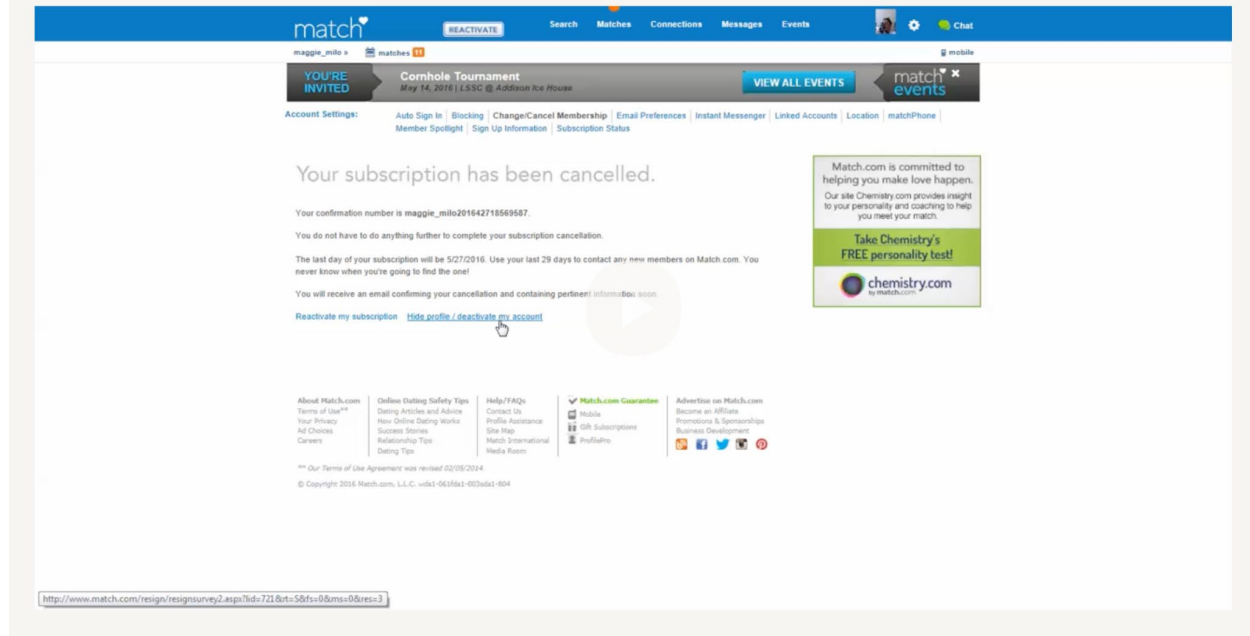 match REACTIVATE Search Matches Connections Messages Events Chat
maggie_milo » matches 11 mobile
YOU'RE INVITED
Cornhole Tournament
May 14, 2016 | LSSC @ Addison Ice House
VIEW ALL EVENTS
match events ×
Account Settings: Auto Sign In | Blocking | Change/Cancel Membership | Email Preferences | Instant Messenger | Linked Accounts | Location | matchPhone
Member Spotlight | Sign Up Information | Subscription Status
Your subscription has been cancelled.
Your confirmation number is maggie_milo201642718569587.
You do not have to do anything further to complete your subscription cancellation.
The last day of your subscription will be 5/27/2016. Use your last 29 days to contact any new members on Match.com. You
never know when you're going to find the one!
You will receive an email confirming your cancellation and containing pertinent information soon.
Reactivate my subscription Hide profile / deactivate my account
Match.com is committed to
helping you make love happen.
Our site Chemistry.com provides insight
to your personality and coaching to help
you meet your match.
Take Chemistry's
FREE personality test!
chemistry.com
by match.com
About Match.com
Terms of Use**
Your Privacy
Ad Choices
Careers
Online Dating Safety Tips
Dating Articles and Advice
How Online Dating Works
Success Stories
Relationship Tips
Dating Tips
Help/FAQs
Contact Us
Profile Assistance
Site Map
Match International
Media Room
Match.com Guarantee
Mobile
Gift Subscriptions
ProfilePro
Advertise on Match.com
Become an Affiliate
Promotions & Sponsorships
Business Development
** Our Terms of Use Agreement was revised 02/05/2014.
© Copyright 2016 Match.com, L.L.C.
http://www.match.com/resign/resignsurvey2.aspx?lid=721&rt=5&fs=0&ms=0&res=3